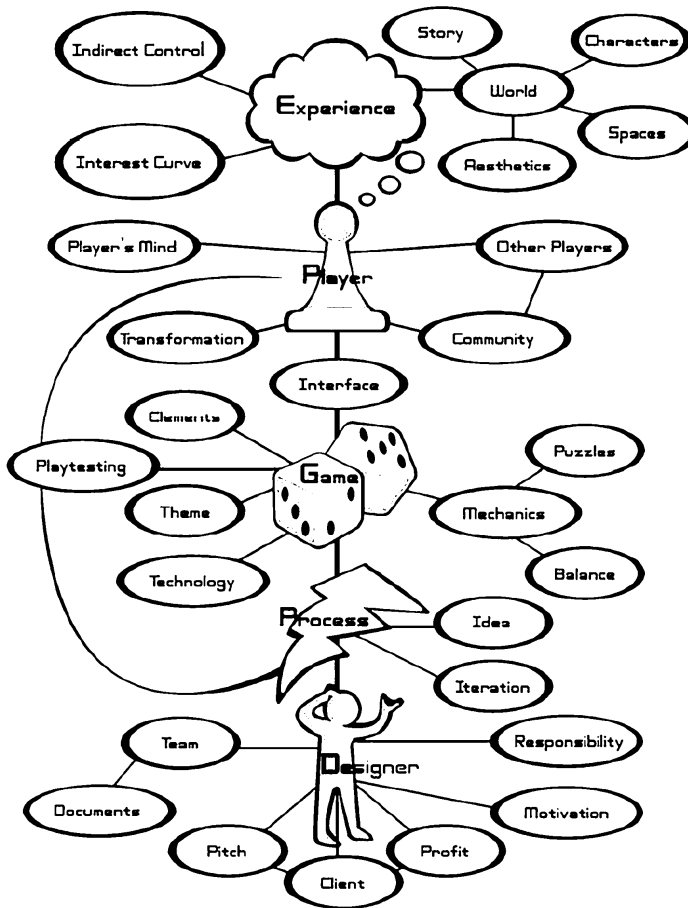 Story
Characters
Indirect Control
World
Experience
Spaces
Interest Curve
Aesthetics
Player's Mind
Other Players
Player
Transformation
Community
Interface
Elements
Puzzles
Playtesting
Game
Theme
Mechanics
Technology
Balance
Process
Idea
Iteration
Team
Responsibility
Designer
Documents
Motivation
Pitch
Profit
Client